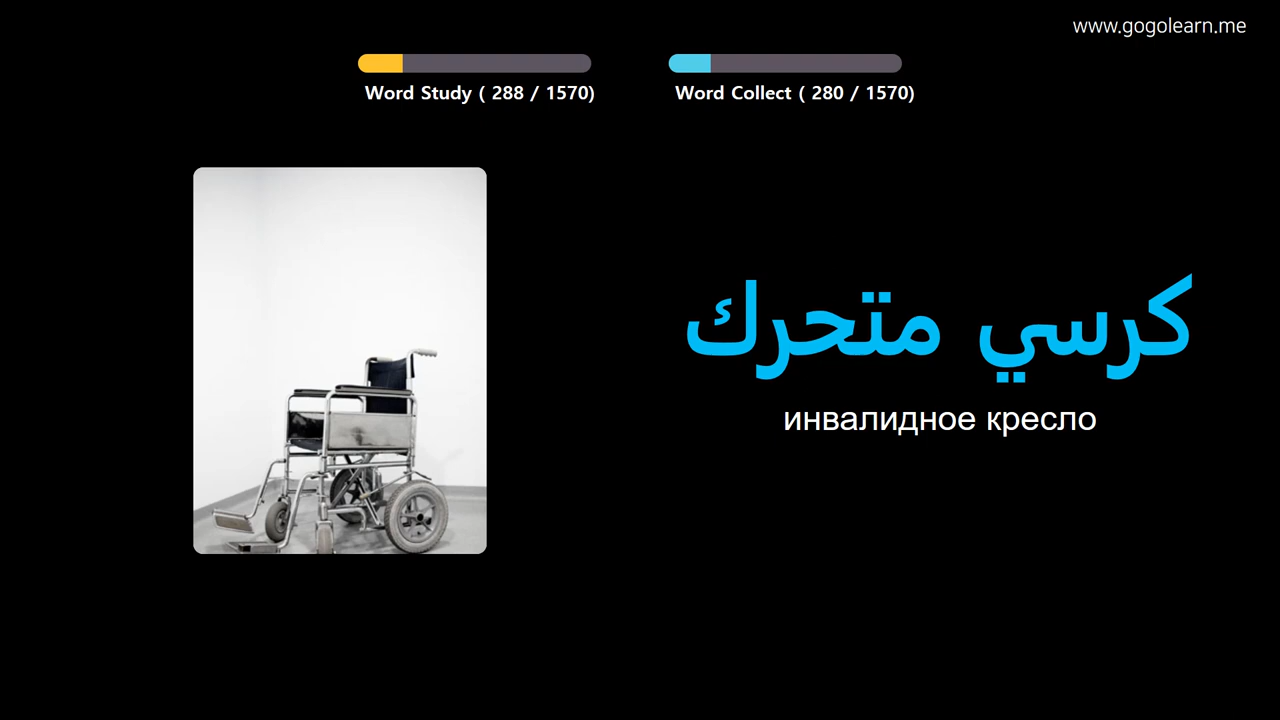 www.gogolearn.me
Word Study ( 288 / 1570)
Word Collect ( 280 / 1570)
كرسي متحرك
инвалидное кресло